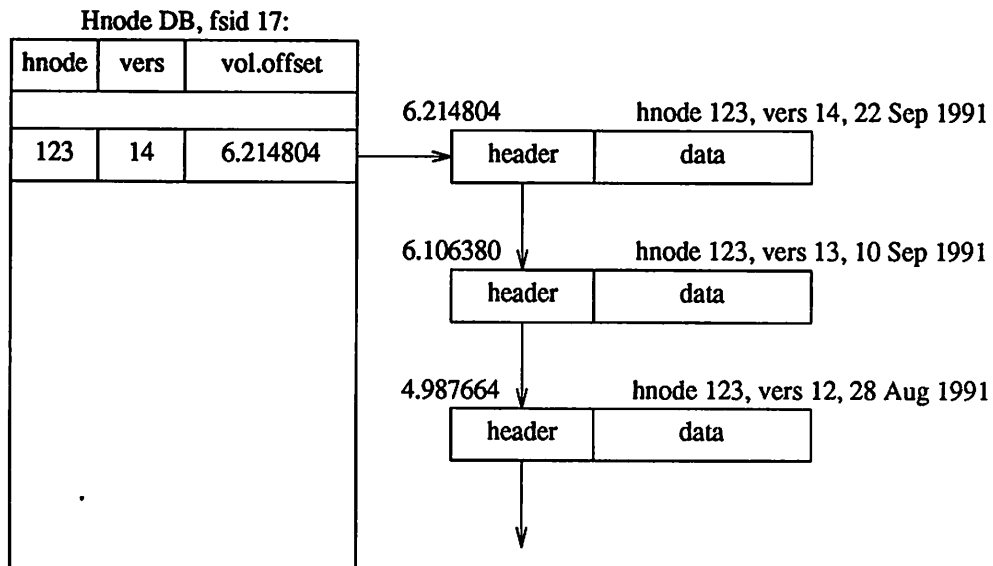 Hnode DB, fsid 17:
hnode vers vol.offset
6.214804 hnode 123, vers 14, 22 Sep 1991
123 14 6.214804 header data
6.106380 hnode 123, vers 13, 10 Sep 1991
header data
4.987664 hnode 123, vers 12, 28 Aug 1991
header data